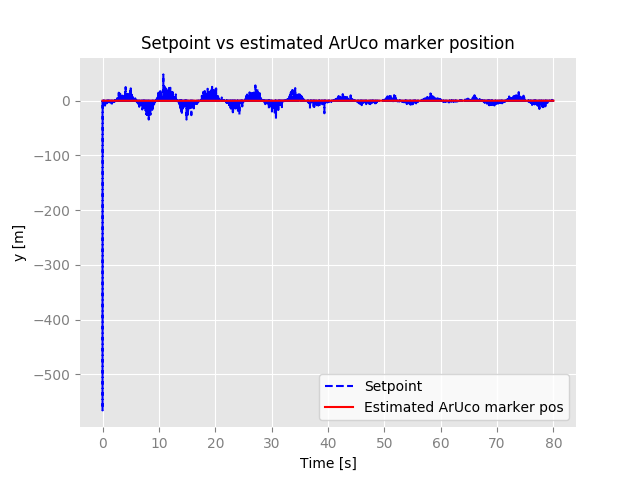 Setpoint vs estimated ArUco marker position
y [m]
0
−100
−200
−300
−400
−500
0 10 20 30 40 50 60 70 80
Time [s]
Setpoint
Estimated ArUco marker pos